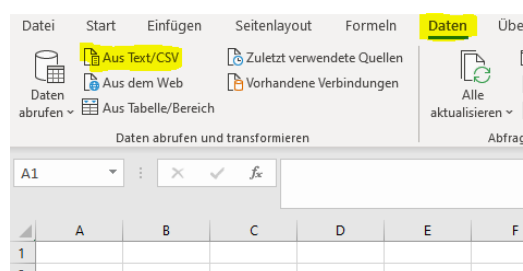 Datei Start Einfügen Seitenlayout Formeln Daten Übe
Aus Text/CSV Zuletzt verwendete Quellen
Aus dem Web Vorhandene Verbindungen
Daten abrufen Aus Tabelle/Bereich Alle aktualisieren
Daten abrufen und transformieren Abfrag
A1 fx
A B C D E F
1